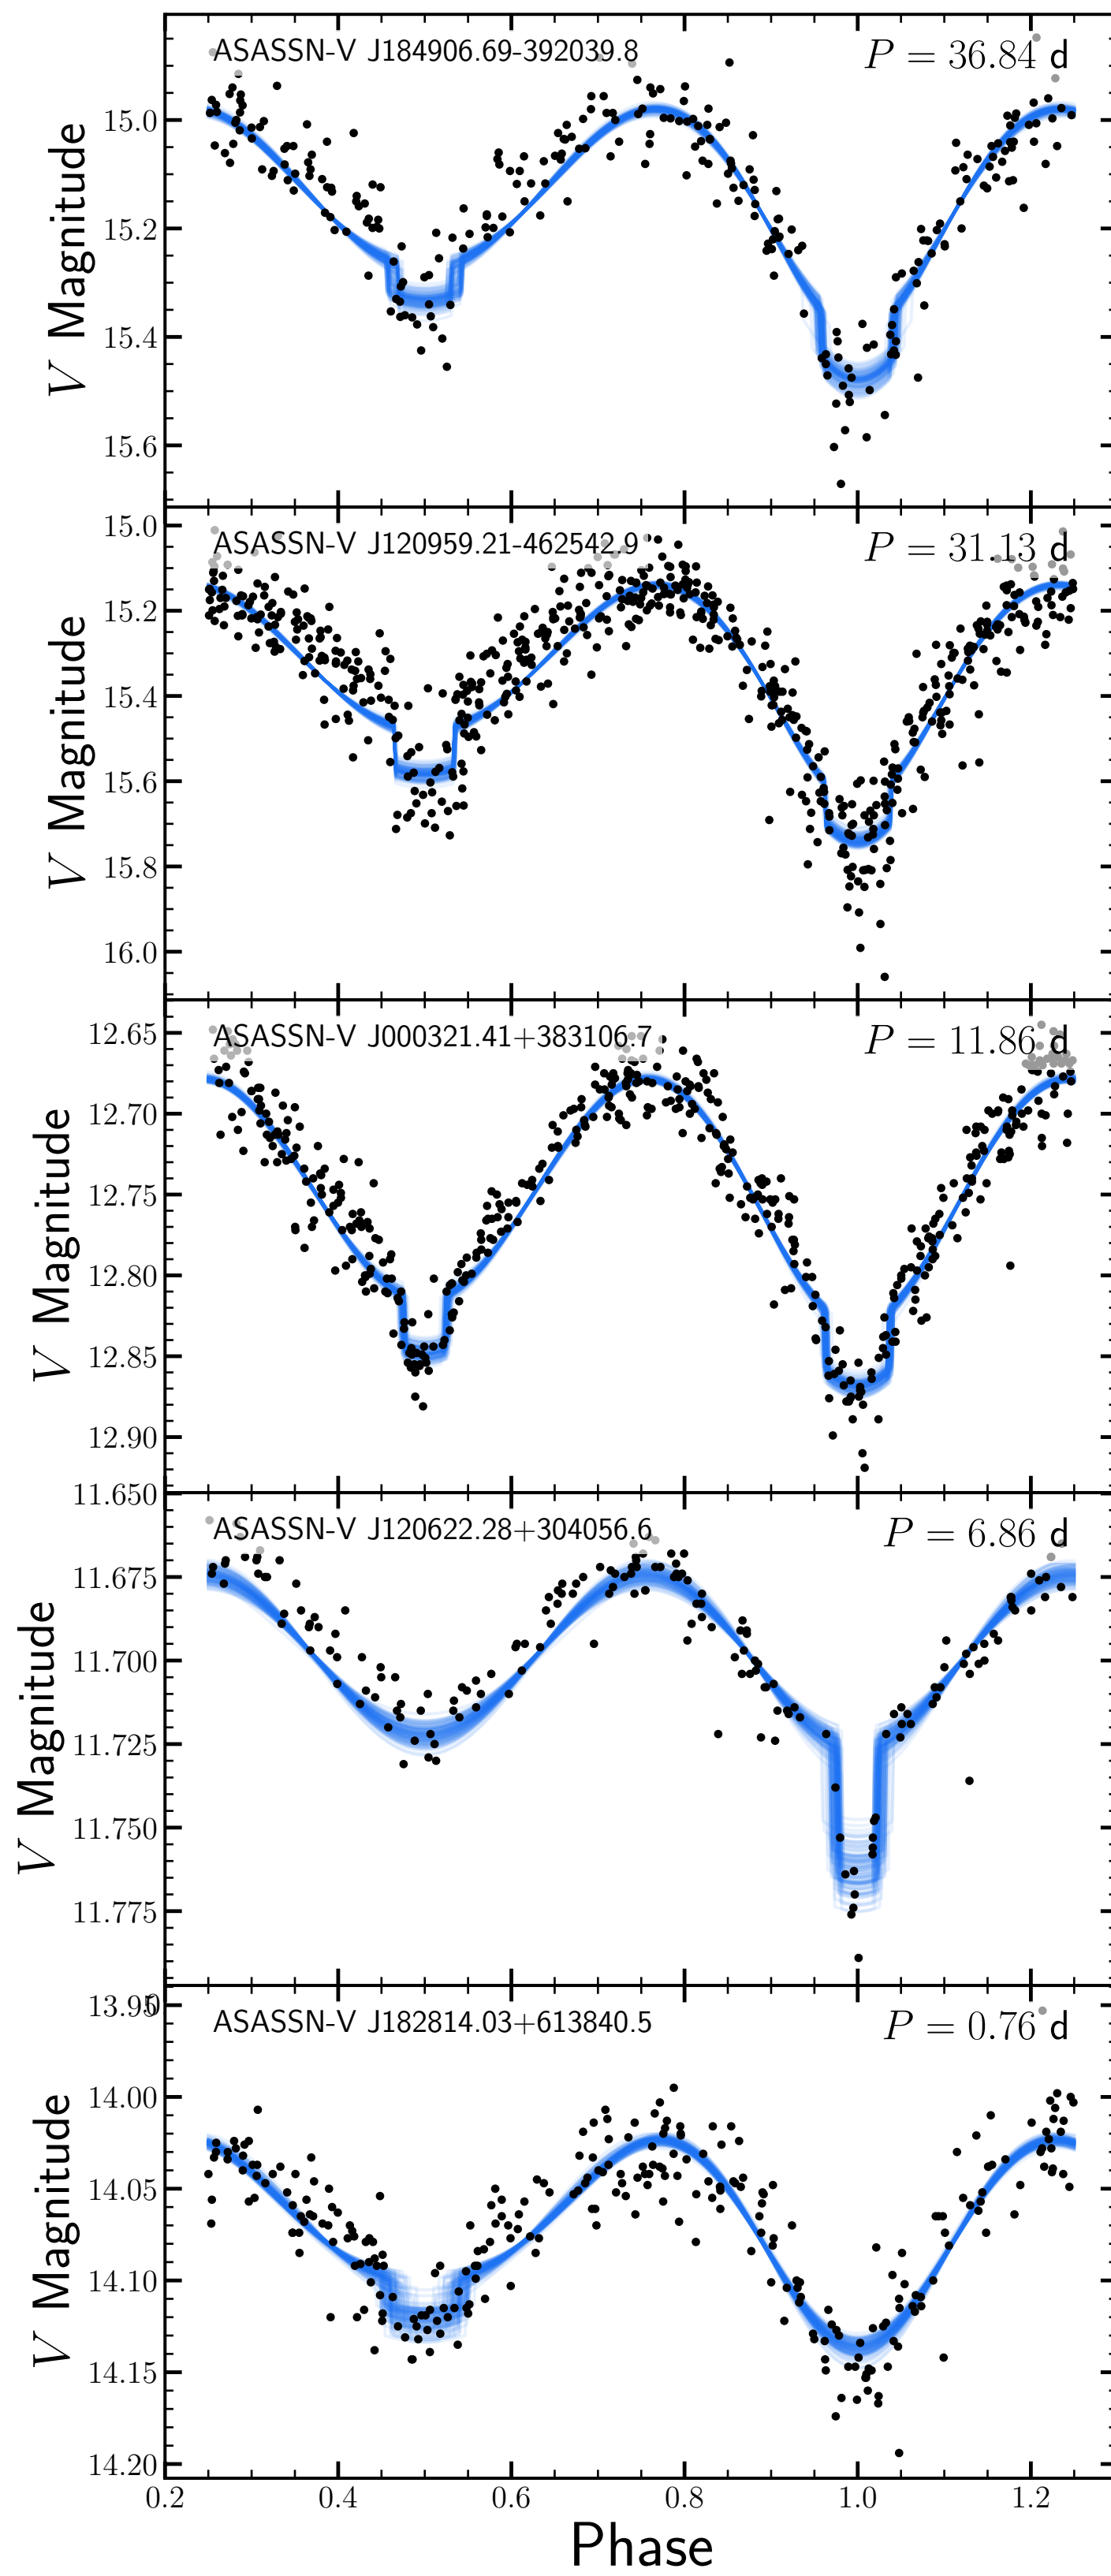 ASASSN-V J184906.69-392039.8
P = 36.84 d
15.0
15.2
15.4
15.6
V Magnitude
ASASSN-V J120959.21-462542.9
P = 31.13 d
15.0
15.2
15.4
15.6
15.8
16.0
V Magnitude
ASASSN-V J000321.41+383106.7
P = 11.86 d
12.65
12.70
12.75
12.80
12.85
12.90
V Magnitude
ASASSN-V J120622.28+304056.6
P = 6.86 d
11.650
11.675
11.700
11.725
11.750
11.775
V Magnitude
ASASSN-V J182814.03+613840.5
P = 0.76 d
13.95
14.00
14.05
14.10
14.15
14.20
V Magnitude
0.2 0.4 0.6 0.8 1.0 1.2
Phase